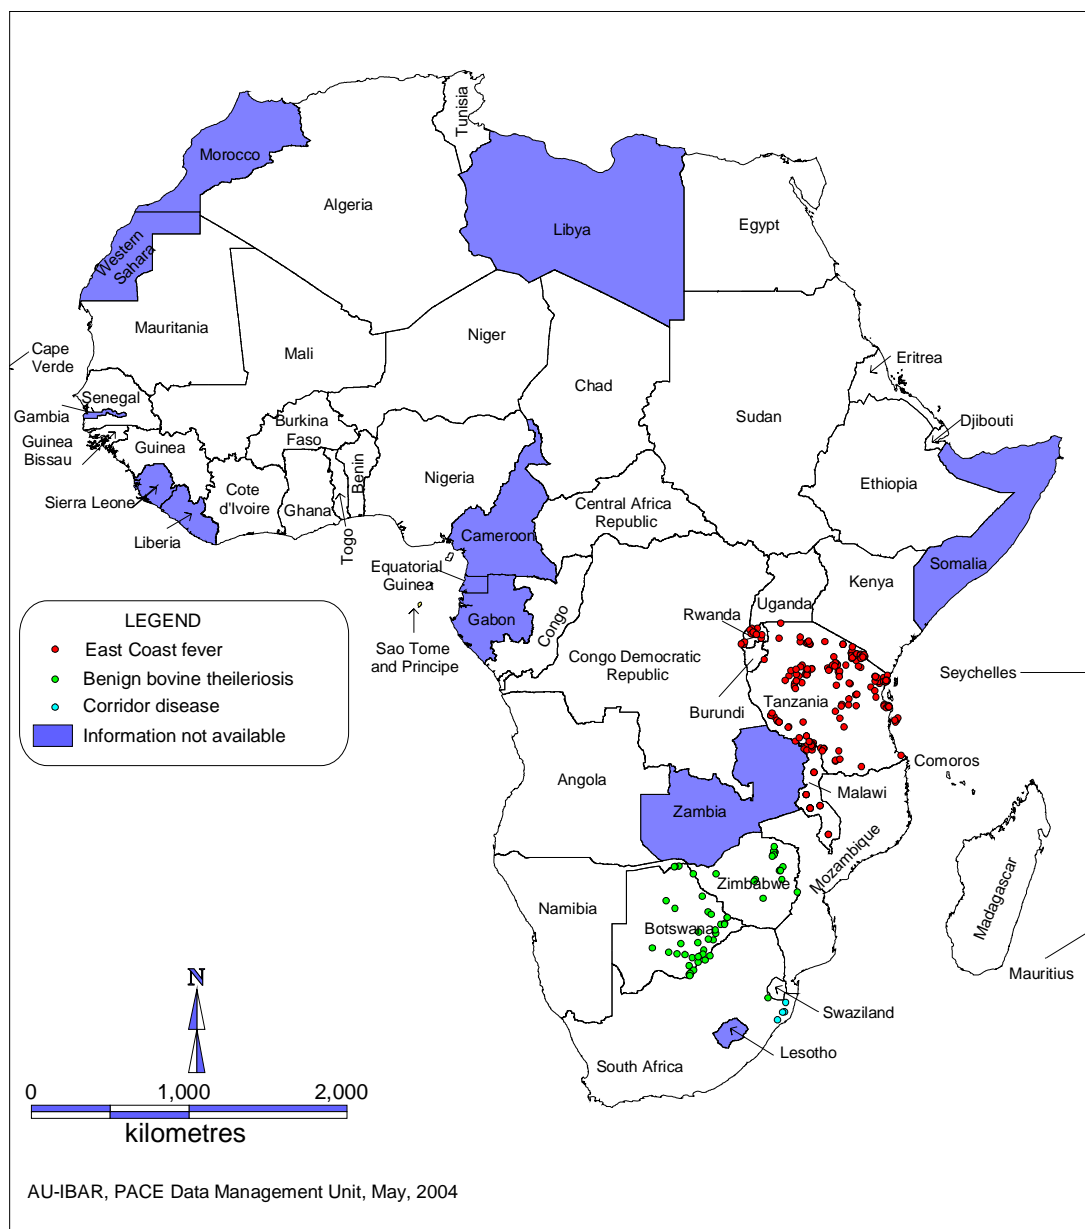 Tunisia
Morocco
Algeria
Libya
Egypt
Western
Sahara
Mauritania
Mali
Niger
Chad
Sudan
Eritrea
Cape
Verde
Senegal
Gambia
Guinea
Bissau
Guinea
Burkina
Faso
Benin
Nigeria
Djibouti
Ethiopia
Sierra Leone
Cote
d'Ivoire
Ghana
Togo
Central Africa
Republic
Liberia
Cameroon
Somalia
Equatorial
Guinea
Gabon
Congo
Uganda
Kenya
Rwanda
Sao Tome
and Principe
Congo Democratic
Republic
Burundi
Tanzania
Seychelles
LEGEND
East Coast fever
Benign bovine theileriosis
Corridor disease
Information not available
Angola
Zambia
Malawi
Comoros
Mozambique
Madagascar
Zimbabwe
Namibia
Botswana
Mauritius
Swaziland
Lesotho
South Africa
N
0 1,000 2,000
kilometres
AU-IBAR, PACE Data Management Unit, May, 2004